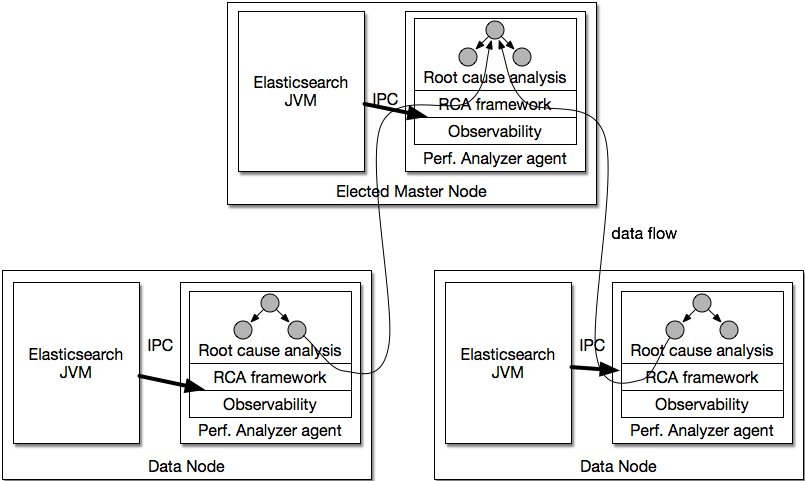 Elasticsearch
JVM
IPC
Root cause analysis
RCA framework
Observability
Perf. Analyzer agent
Elected Master Node
data flow
Elasticsearch
JVM
IPC
Root cause analysis
RCA framework
Observability
Perf. Analyzer agent
Data Node
Elasticsearch
JVM
IPC
Root cause analysis
RCA framework
Observability
Perf. Analyzer agent
Data Node